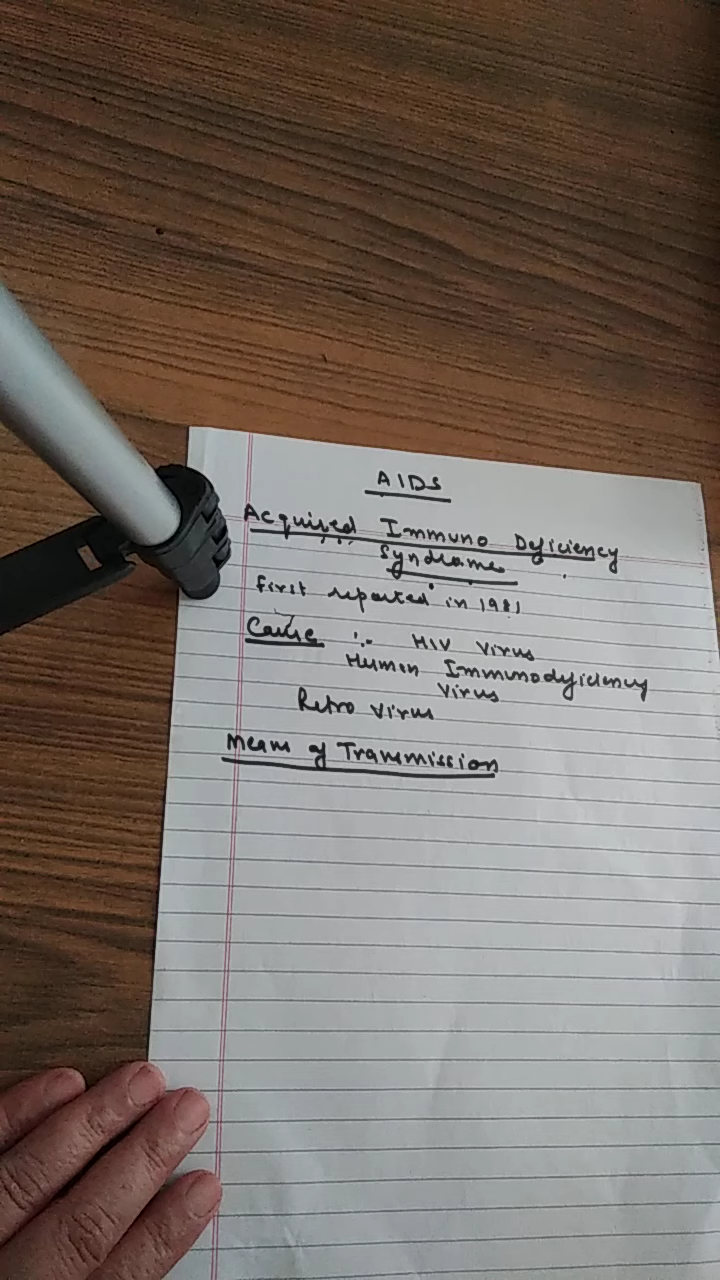 AIDS
Acquired Immuno Deficiency
Syndrome
first reported in 1981
Cause :- HIV Virus
Human Immunodeficiency
Virus
Retro Virus
Means of Transmission